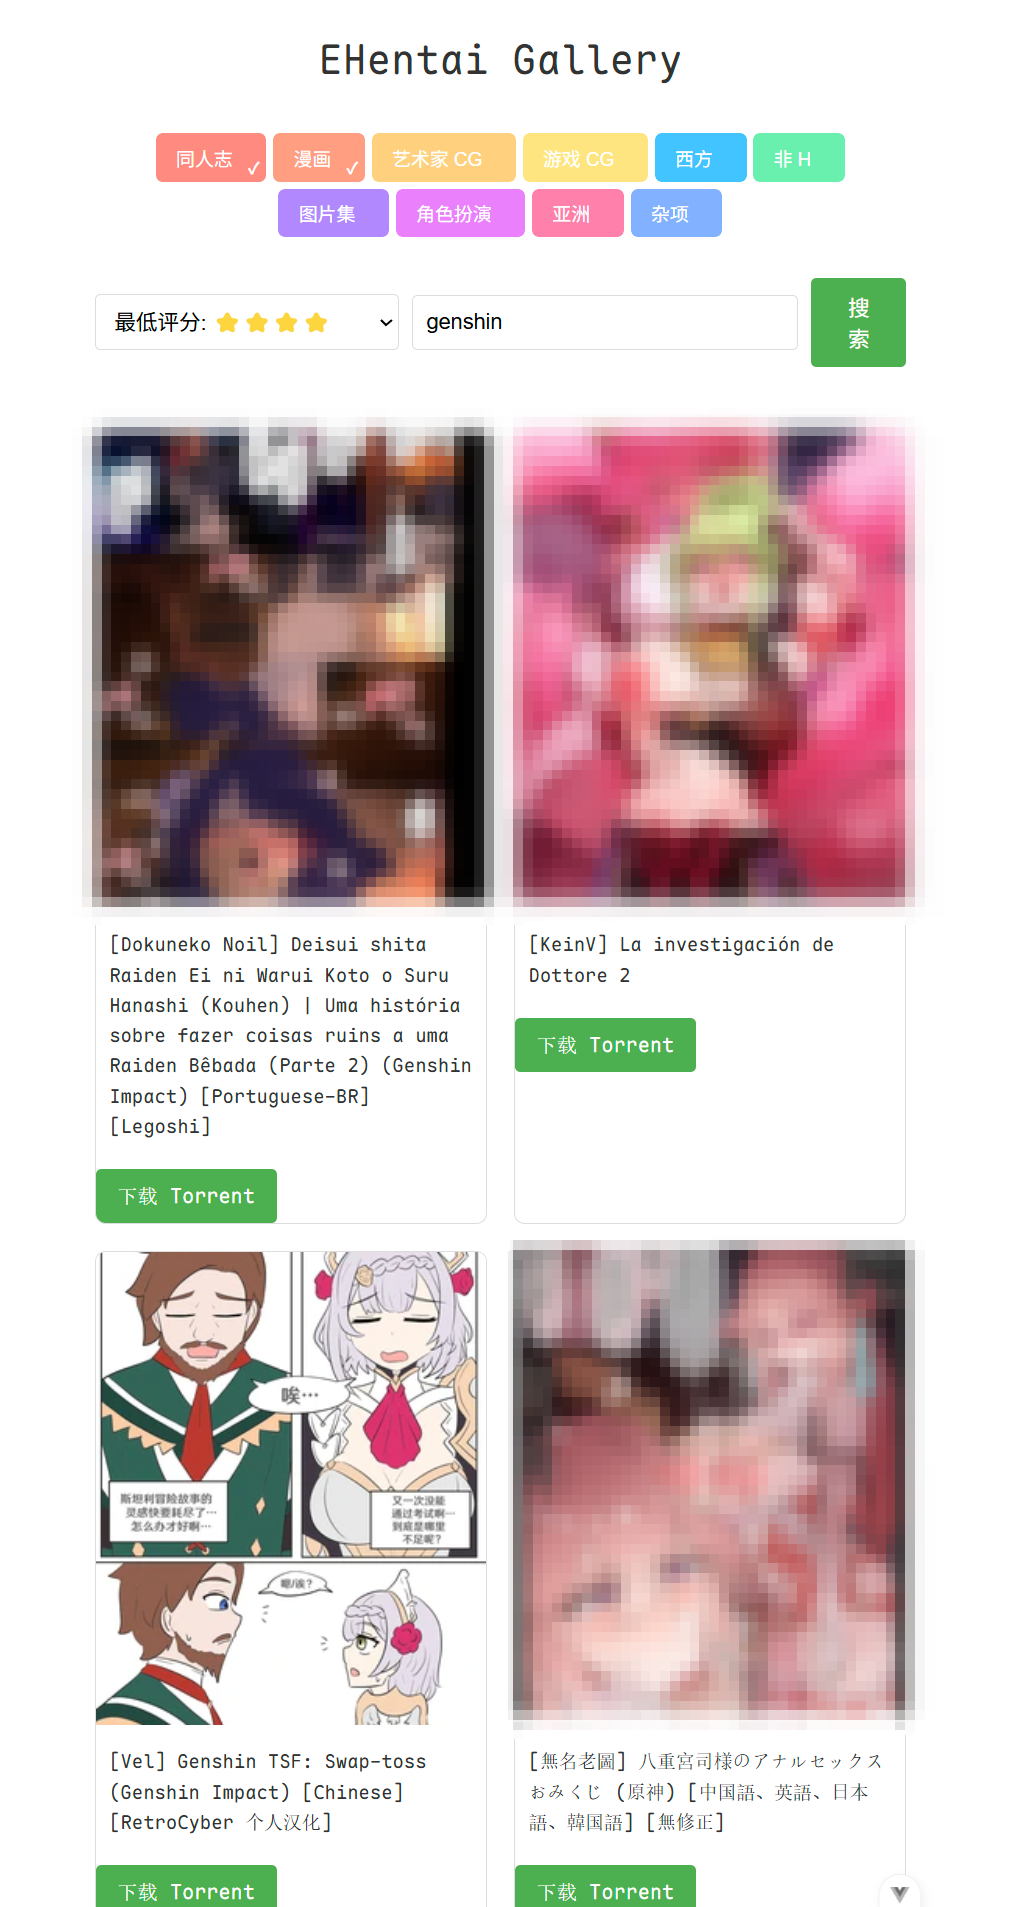 EHentai Gallery
同人志 ✓ 漫画 ✓ 艺术家 CG 游戏 CG 西方 非 H
图片集 角色扮演 亚洲 杂项
最低评分: genshin 搜
索
[Dokuneko Noil] Deisui shita
Raiden Ei ni Warui Koto o Suru
Hanashi (Kouhen) | Uma história
sobre fazer coisas ruins a uma
Raiden Bêbada (Parte 2) (Genshin
Impact) [Portuguese-BR]
[Legoshi]
下载 Torrent
[KeinV] La investigación de
Dottore 2
下载 Torrent
唉…
斯坦利冒险故事的
灵感快要耗尽了…
怎么办才好啊…
又一次没能
通过考试啊…
到底是哪里
不足呢?
嗯/诶?
[Vel] Genshin TSF: Swap-toss
(Genshin Impact) [Chinese]
[RetroCyber 个人汉化]
下载 Torrent
[無名老圖] 八重宮司様のアナルセックス
おみくじ (原神) [中国語、英語、日本
語、韓国語] [無修正]
下载 Torrent